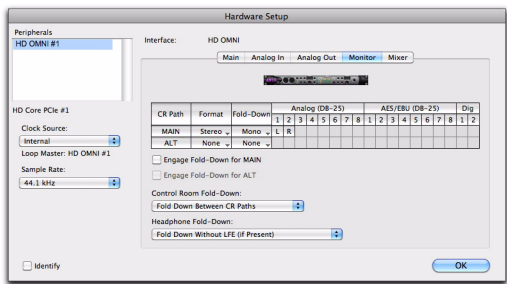 Hardware Setup
Peripherals
HD OMNI #1
Interface: HD OMNI
Main Analog In Analog Out Monitor Mixer
HD Core PCIe #1
Clock Source:
Internal
Loop Master: HD OMNI #1
Sample Rate:
44.1 kHz
CR Path Format Fold-Down Analog (DB-25) AES/EBU (DB-25) Dig
1 2 3 4 5 6 7 8 1 2 3 4 5 6 7 8 1 2
MAIN Stereo Mono L R
ALT None None
Engage Fold-Down for MAIN
Engage Fold-Down for ALT
Control Room Fold-Down:
Fold Down Between CR Paths
Headphone Fold-Down:
Fold Down Without LFE (if Present)
Identify
OK